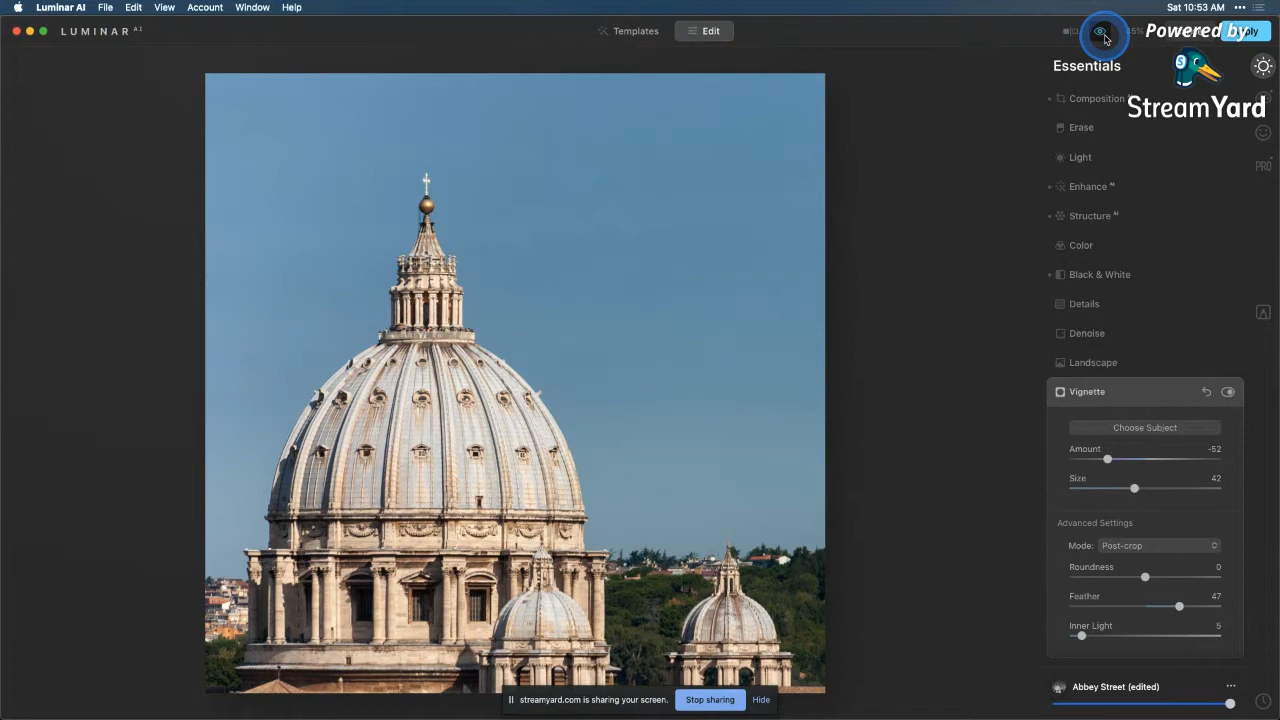 Luminar AI File Edit View Account Window Help
Sat 10:53 AM
LUMINAR AI
Templates
Edit
Powered by
StreamYard
Essentials
Composition
Erase
Light
Enhance AI
Structure AI
Color
Black & White
Details
Denoise
Landscape
PRO
Vignette
Choose Subject
Amount -52
Size 42
Advanced Settings
Mode: Post-crop
Roundness 0
Feather 47
Inner Light 5
Abbey Street (edited)
streamyard.com is sharing your screen. Stop sharing Hide